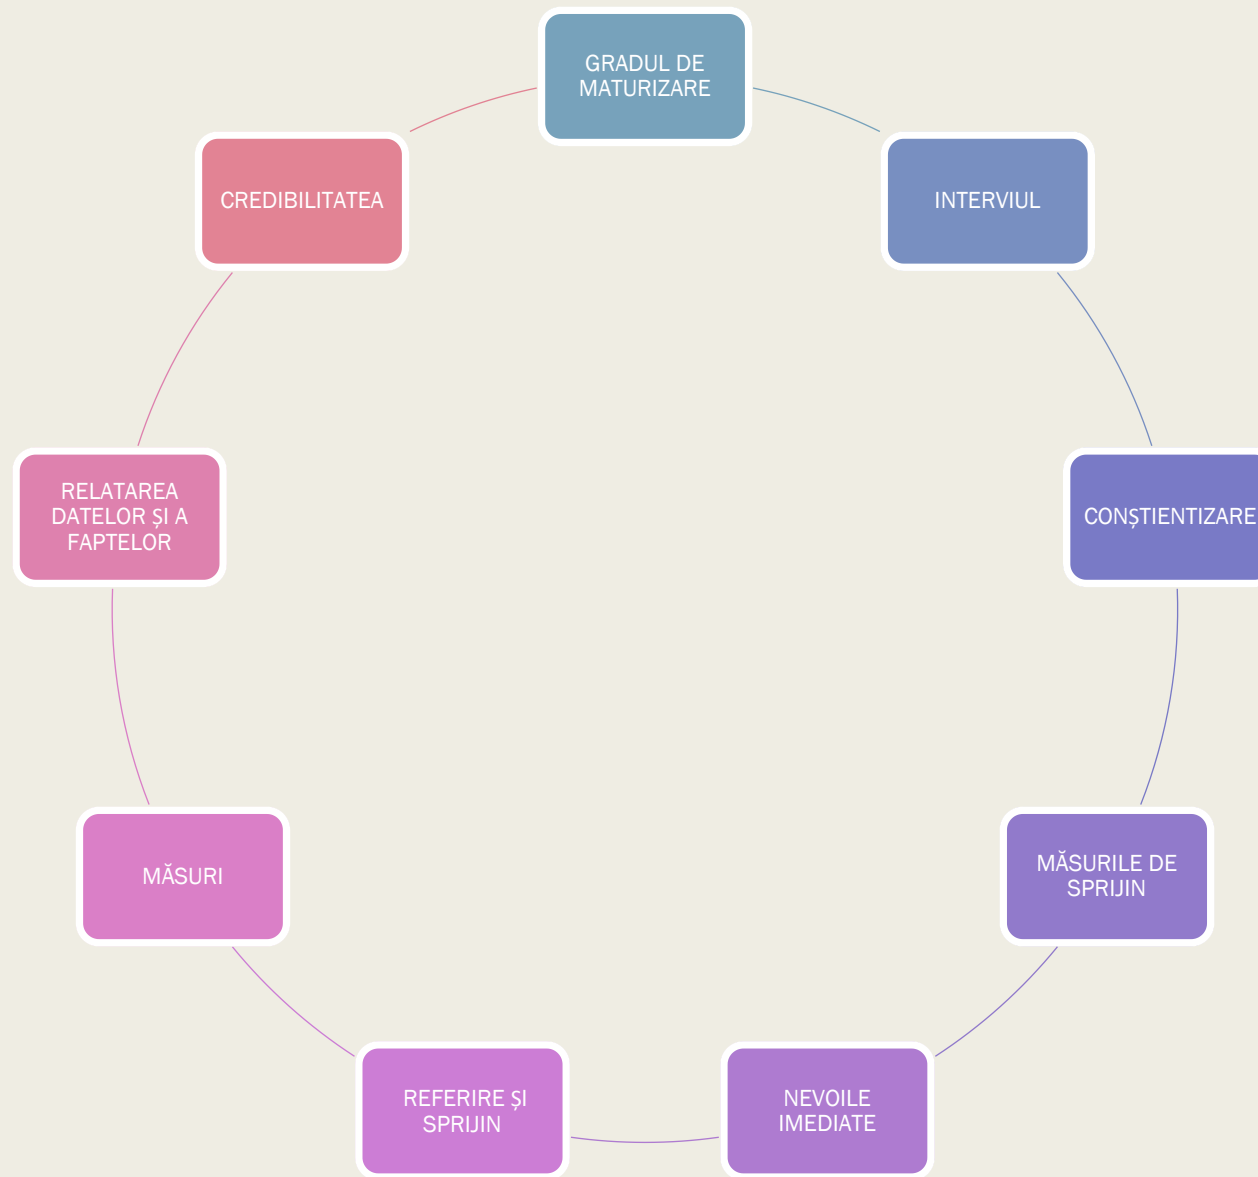 GRADUL DE
MATURIZARE
INTERVIUL
CONȘTIENTIZARE
MĂSURILE DE
SPRIJIN
NEVOILE
IMEDIATE
REFERIRE ȘI
SPRIJIN
MĂSURI
RELATAREA
DATELOR ȘI A
FAPTELOR
CREDIBILITATEA